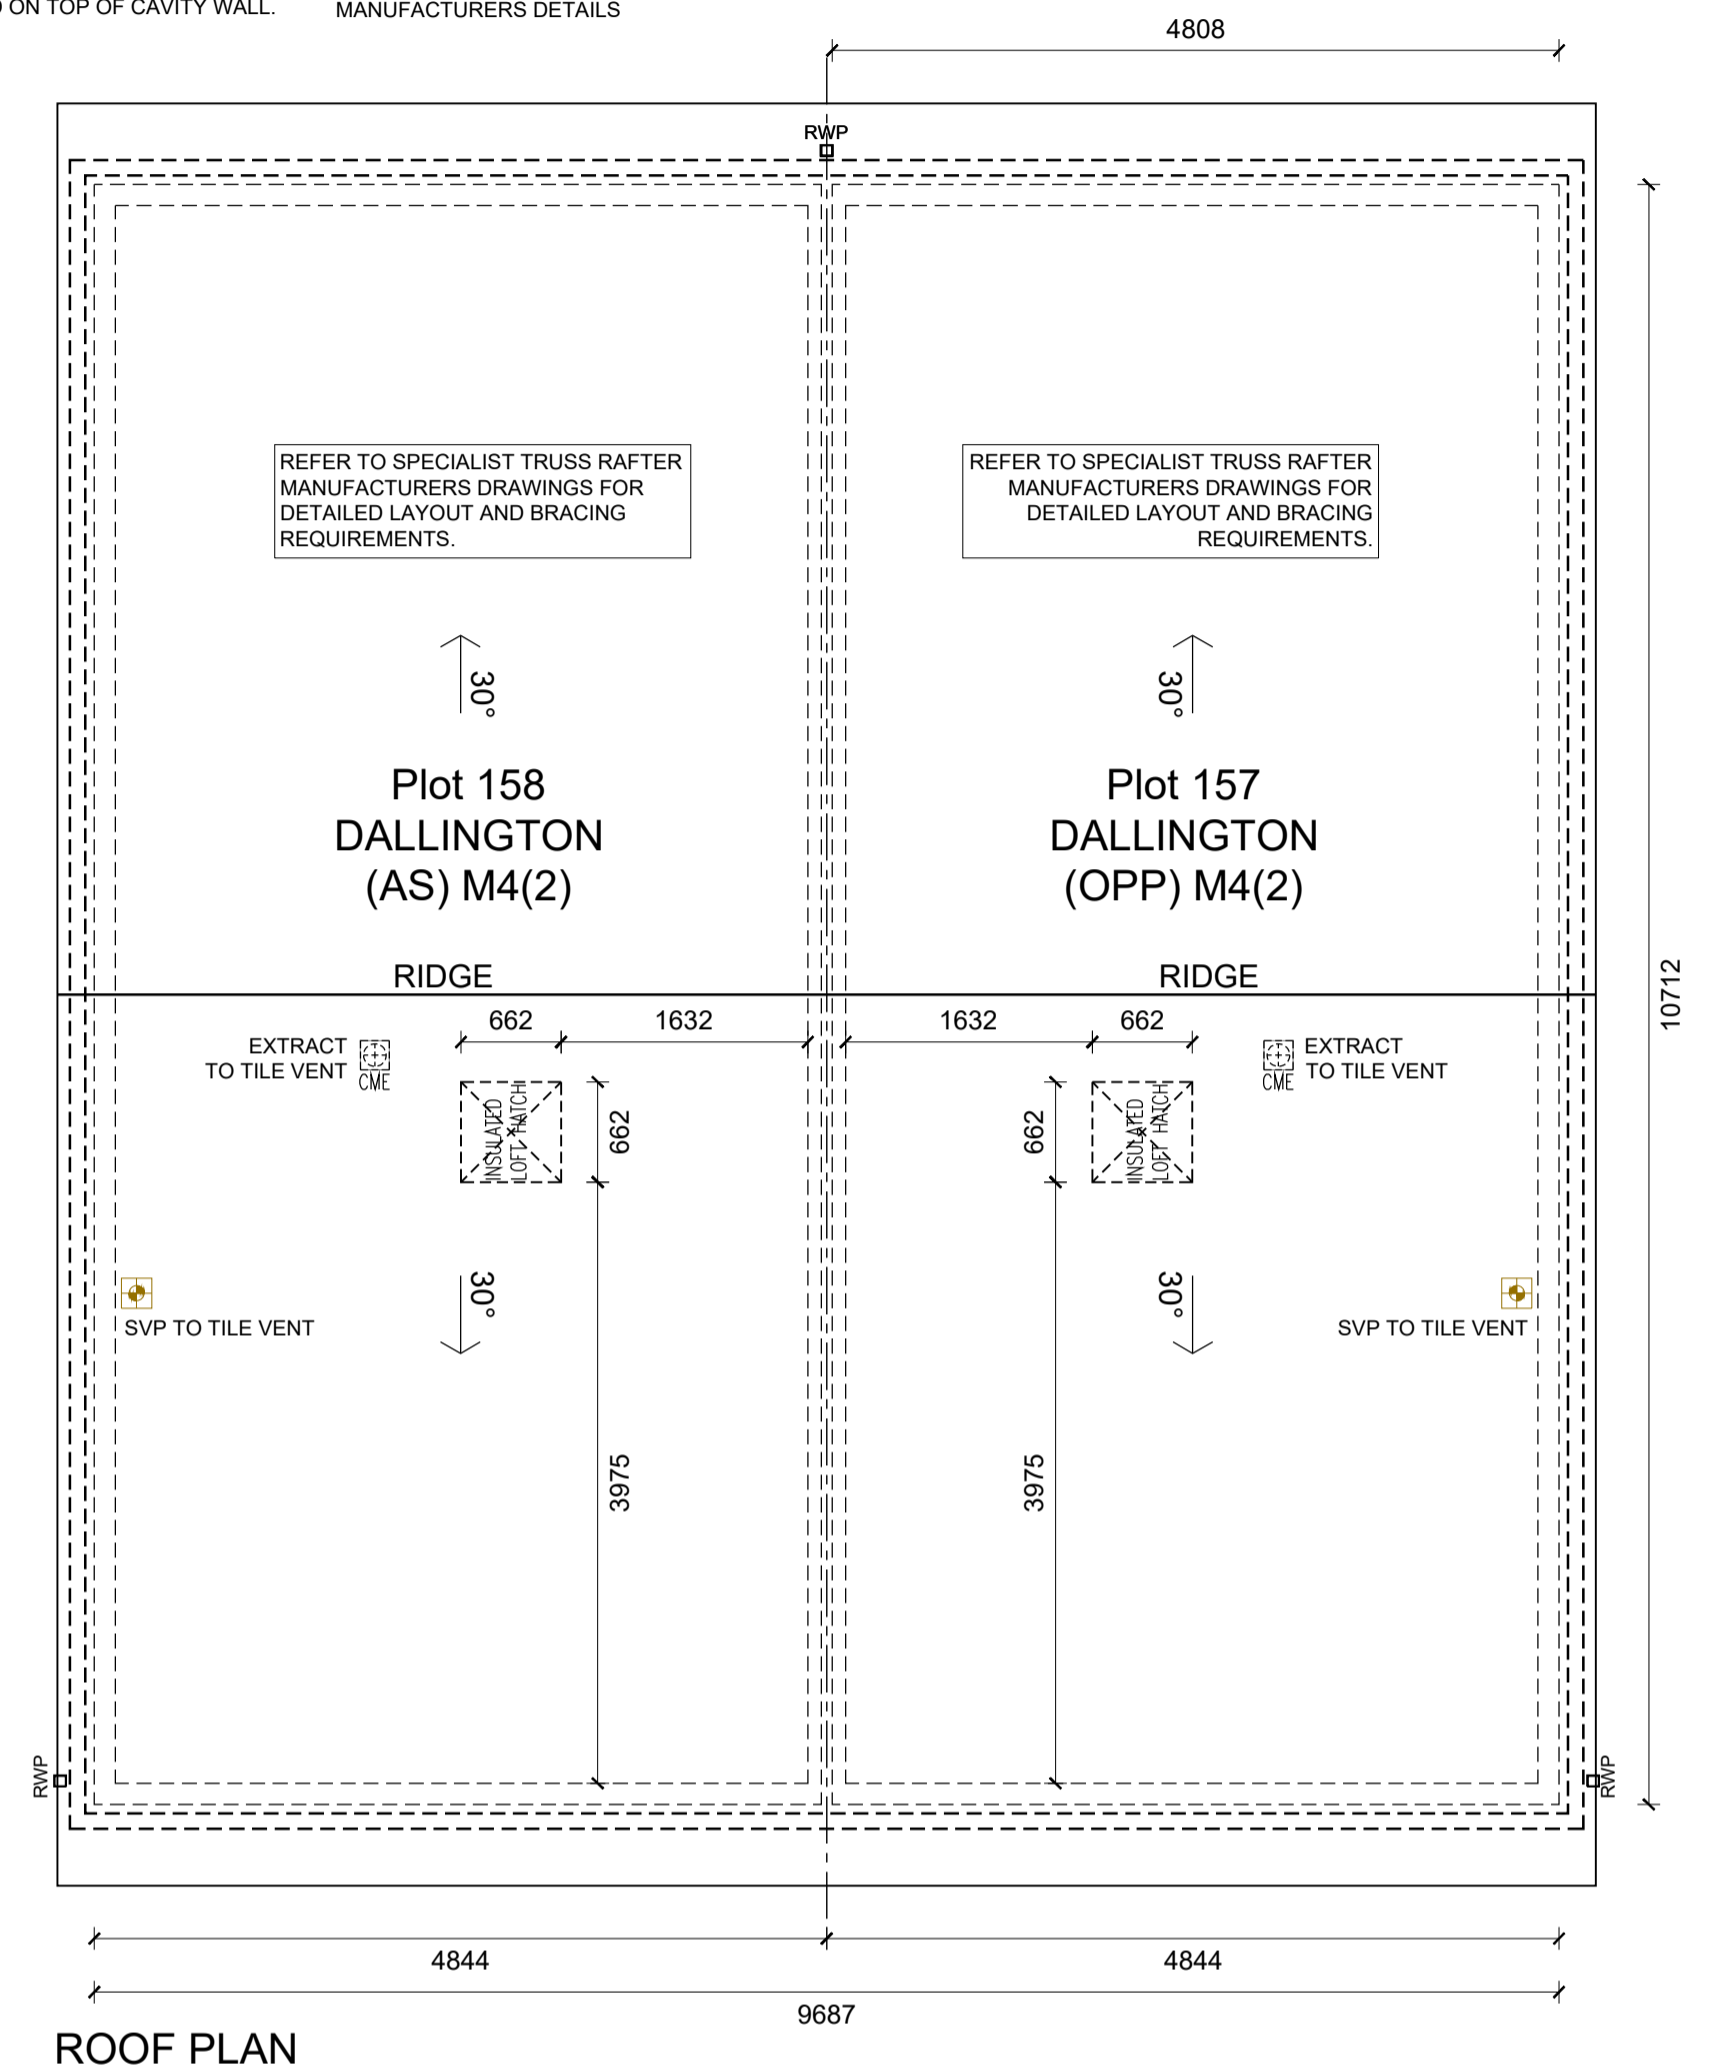 ON TOP OF CAVITY WALL.
MANUFACTURERS DETAILS
4808
RWP
REFER TO SPECIALIST TRUSS RAFTER
MANUFACTURERS DRAWINGS FOR
DETAILED LAYOUT AND BRACING
REQUIREMENTS.
REFER TO SPECIALIST TRUSS RAFTER
MANUFACTURERS DRAWINGS FOR
DETAILED LAYOUT AND BRACING
REQUIREMENTS.
30°
30°
Plot 158
DALLINGTON
(AS) M4(2)
Plot 157
DALLINGTON
(OPP) M4(2)
RIDGE
RIDGE
10712
662
1632
1632
662
EXTRACT
TO TILE VENT
CME
INSULATED
LOFT HATCH
662
662
INSULATED
LOFT HATCH
CME
EXTRACT
TO TILE VENT
30°
30°
SVP TO TILE VENT
SVP TO TILE VENT
3975
3975
RWP
RWP
4844
4844
9687
ROOF PLAN